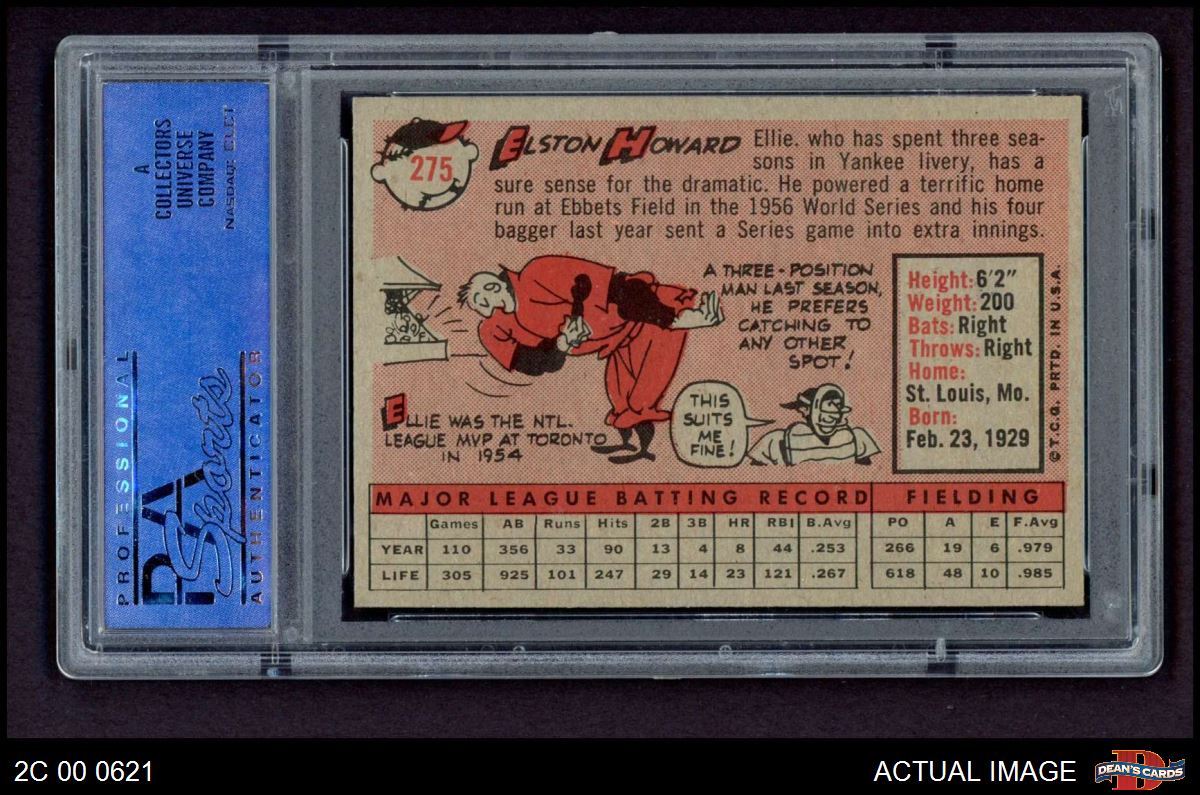 A
COLLECTORS
UNIVERSE
COMPANY
NASDAQ: CLCT
PROFESSIONAL
PSA
Sports
AUTHENTICATOR
275
ELSTON HOWARD
Ellie. who has spent three sea-
sons in Yankee livery, has a
sure sense for the dramatic. He powered a terrific home
run at Ebbets Field in the 1956 World Series and his four
bagger last year sent a Series game into extra innings.
A THREE-POSITION
MAN LAST SEASON,
HE PREFERS
CATCHING TO
ANY OTHER
SPOT!
THIS
SUITS
ME
FINE!
ELLIE WAS THE NTL.
LEAGUE MVP AT TORONTO
IN 1954
Height: 6'2"
Weight: 200
Bats: Right
Throws: Right
Home:
St. Louis, Mo.
Born:
Feb. 23, 1929
© T.C.G. PRTD. IN U.S.A.
MAJOR LEAGUE BATTING RECORD FIELDING
Games AB Runs Hits 2B 3B HR RBI B.Avg PO A E F.Avg
YEAR 110 356 33 90 13 4 8 44 .253 266 19 6 .979
LIFE 305 925 101 247 29 14 23 121 .267 618 48 10 .985
2C 00 0621
ACTUAL IMAGE
D
DEAN'S CARDS